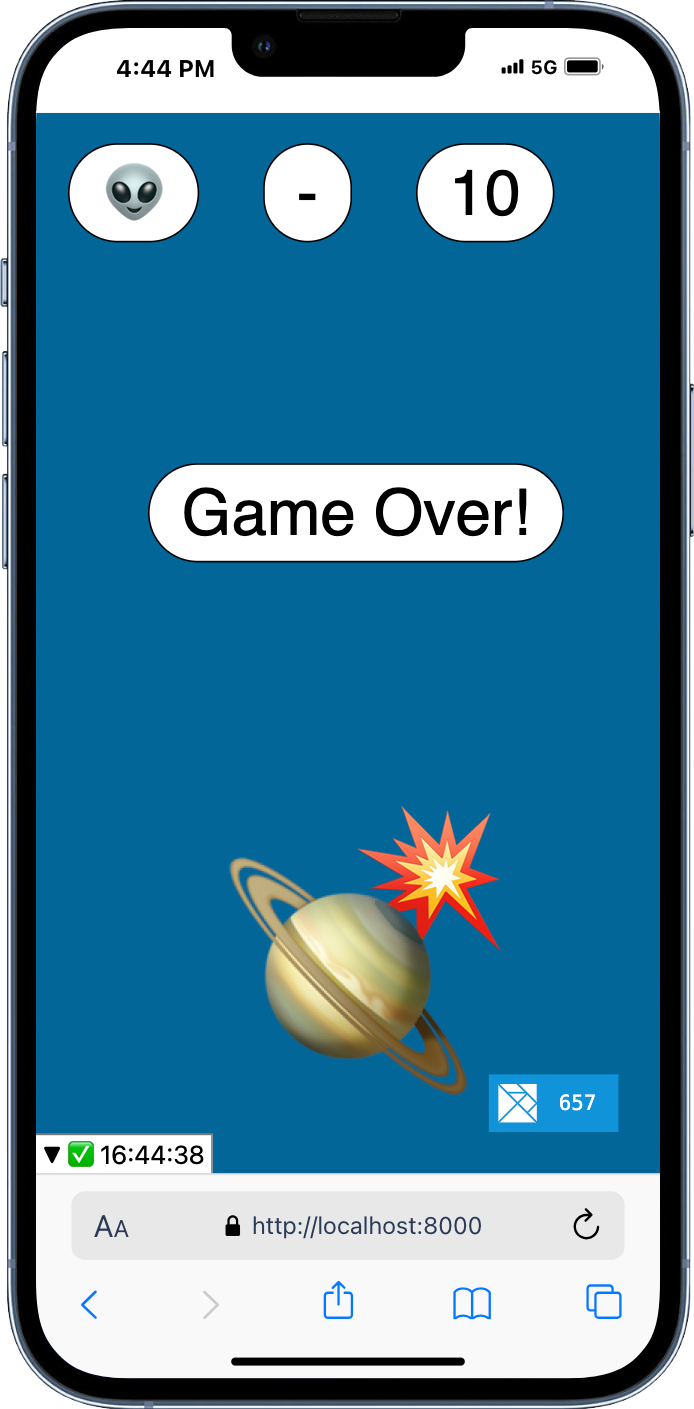 4:44 PM 5G
👽 - 10
Game Over!
657
▼ ✅ 16:44:38
AA http://localhost:8000